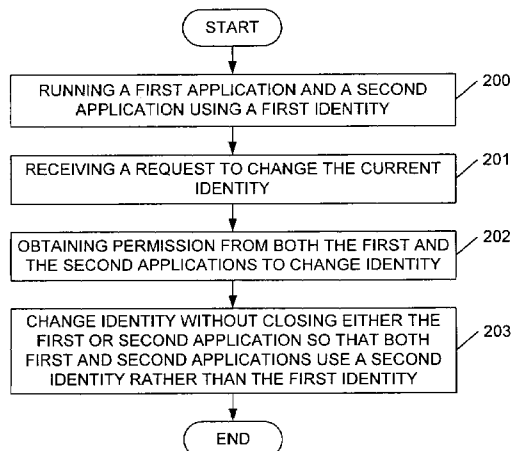 START
RUNNING A FIRST APPLICATION AND A SECOND
APPLICATION USING A FIRST IDENTITY
200
RECEIVING A REQUEST TO CHANGE THE CURRENT
IDENTITY
201
OBTAINING PERMISSION FROM BOTH THE FIRST AND
THE SECOND APPLICATIONS TO CHANGE IDENTITY
202
CHANGE IDENTITY WITHOUT CLOSING EITHER THE
FIRST OR SECOND APPLICATION SO THAT BOTH
FIRST AND SECOND APPLICATIONS USE A SECOND
IDENTITY RATHER THAN THE FIRST IDENTITY
203
END